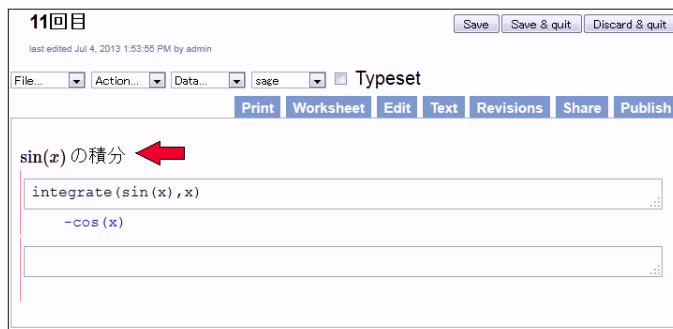 11回目
Save Save & quit Discard & quit
last edited Jul 4, 2013 1:53:55 PM by admin
File... Action... Data... sage Typeset
Print Worksheet Edit Text Revisions Share Publish
sin(x) の積分
integrate(sin(x),x)
-cos(x)